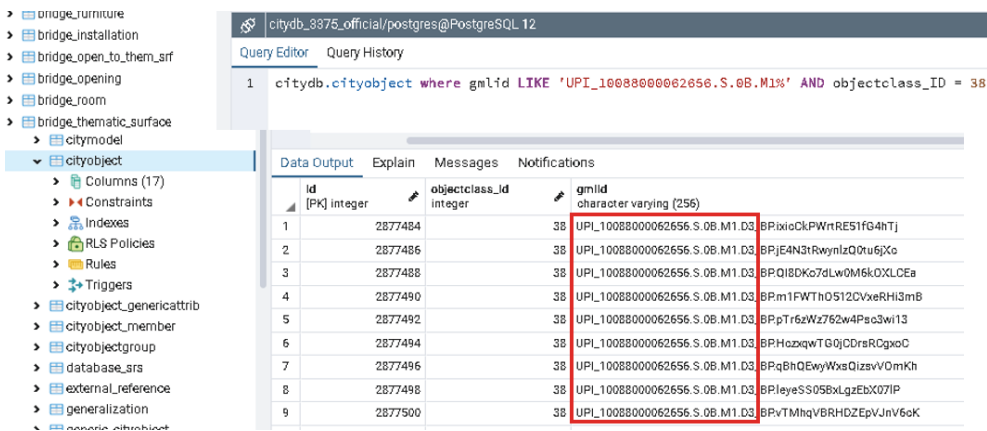 bridge_furniture
bridge_installation
bridge_open_to_them_srf
bridge_opening
bridge_room
bridge_thematic_surface
citymodel
cityobject
Columns (17)
Constraints
Indexes
RLS Policies
Rules
Triggers
cityobject_genericattrib
cityobject_member
cityobjectgroup
database_srs
external_reference
generalization
generic_cityobject
citydb_3375_official/postgres@PostgreSQL 12
Query Editor Query History
1 citydb.cityobject where gmlid LIKE 'UPI_10088000062656.S.0B.M1%' AND objectclass_ID = 38
Data Output Explain Messages Notifications
id objectclass_id gmlid
[PK] integer integer character varying (256)
1 2877484 38 UPI_10088000062656.S.0B.M1.D3_BP.ixioCkPWrtRE51fG4hTj
2 2877486 38 UPI_10088000062656.S.0B.M1.D3_BP.jE4N3tRwynlzQ0tu6jXo
3 2877488 38 UPI_10088000062656.S.0B.M1.D3_BP.QI8DKo7dLw0M6kOXLCEa
4 2877490 38 UPI_10088000062656.S.0B.M1.D3_BP.m1FWThO512CVxeRHi3mB
5 2877492 38 UPI_10088000062656.S.0B.M1.D3_BP.pTr6zWz762w4Pso3wi13
6 2877494 38 UPI_10088000062656.S.0B.M1.D3_BP.HozxqwTG0jCDrsRCgxoC
7 2877496 38 UPI_10088000062656.S.0B.M1.D3_BP.qBhQEwyWxsQizsvVOmKh
8 2877498 38 UPI_10088000062656.S.0B.M1.D3_BP.leyeSS05BxLgzEbX07lP
9 2877500 38 UPI_10088000062656.S.0B.M1.D3_BP.vTMhqVBRHDZEpVJnV6oK